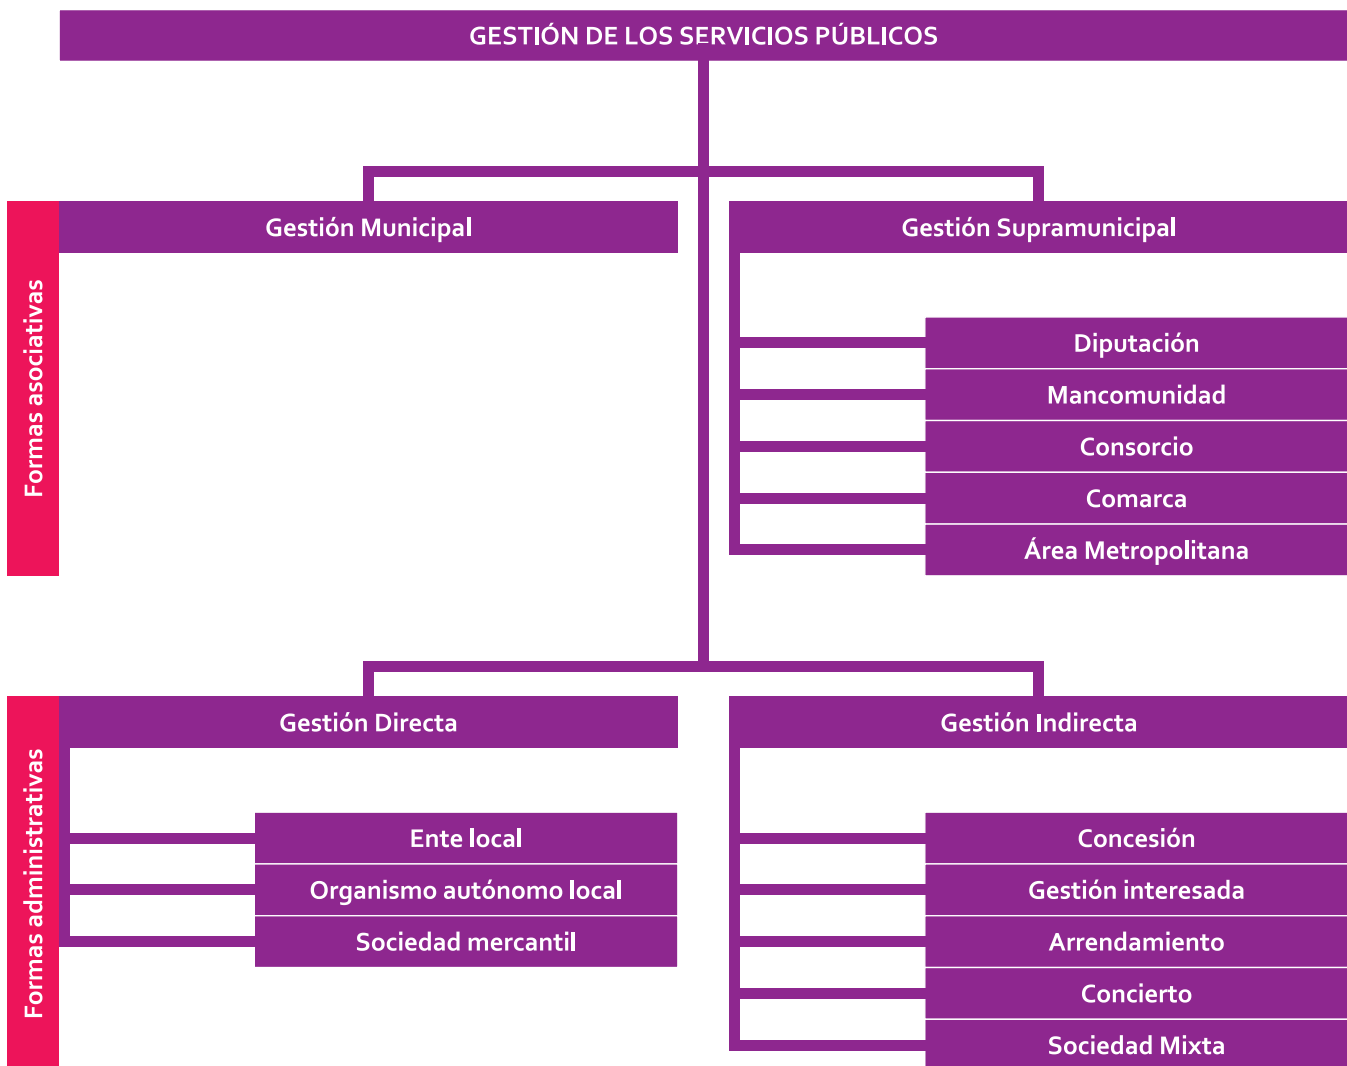 GESTIÓN DE LOS SERVICIOS PÚBLICOS
Formas asociativas
Gestión Municipal
Gestión Supramunicipal
Diputación
Mancomunidad
Consorcio
Comarca
Área Metropolitana
Formas administrativas
Gestión Directa
Ente local
Organismo autónomo local
Sociedad mercantil
Gestión Indirecta
Concesión
Gestión interesada
Arrendamiento
Concierto
Sociedad Mixta